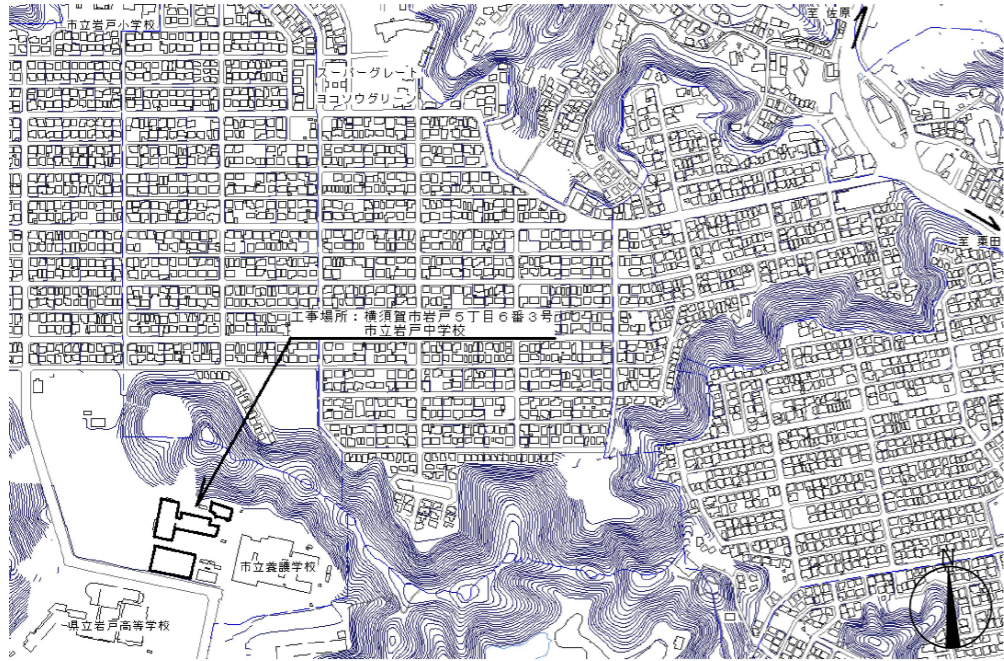 市立岩戸小学校
至 佐原
スーパーグレート
ヨコソウグリーン
至 粟田
工事場所：横須賀市岩戸５丁目６番３号
市立岩戸中学校
市立養護学校
県立岩戸高等学校
N